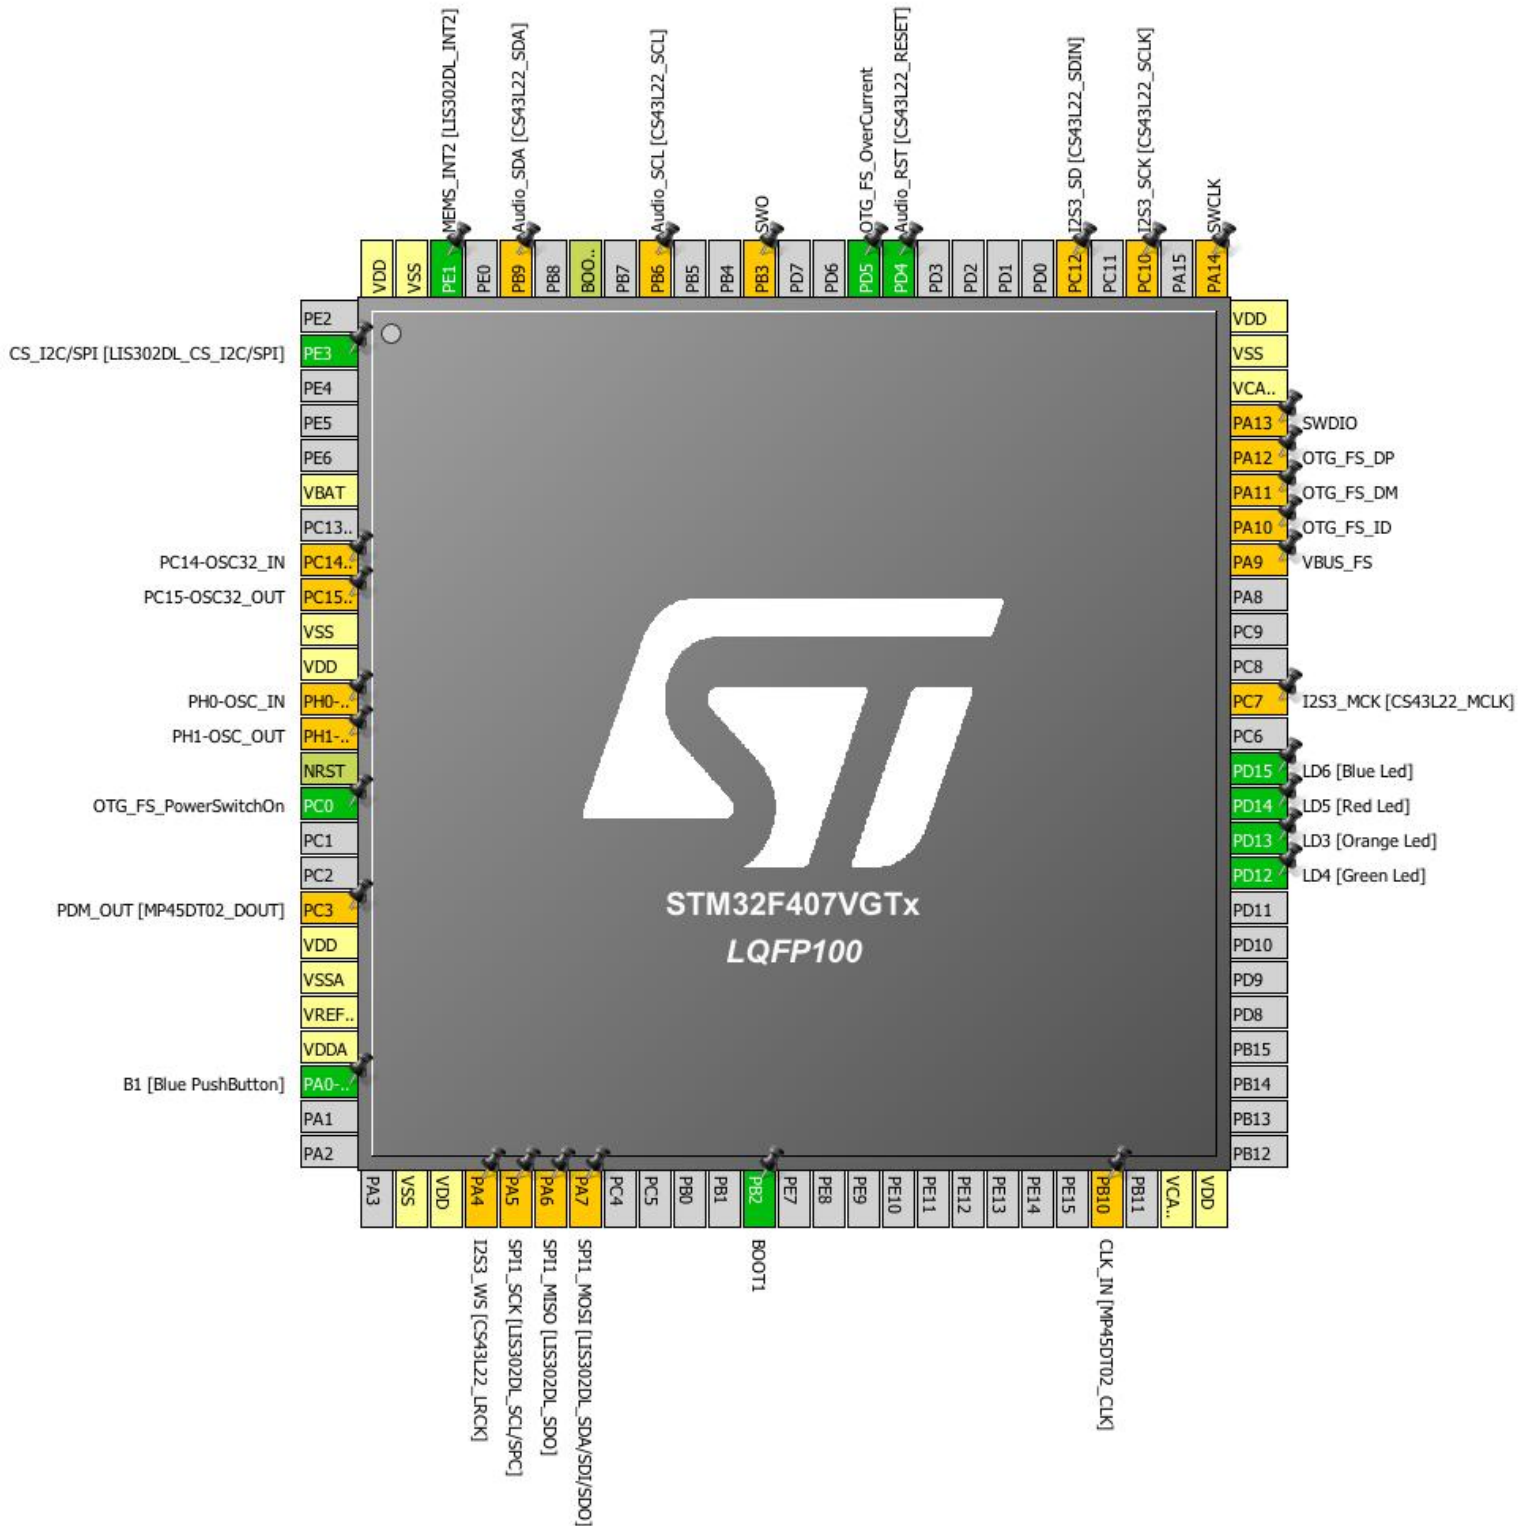 MEMS_INT2 [LIS302DL_INT2]
Audio_SDA [CS43L22_SDA]
Audio_SCL [CS43L22_SCL]
SWO
OTG_FS_OverCurrent
Audio_RST [CS43L22_RESET]
I2S3_SD [CS43L22_SDIN]
I2S3_SCK [CS43L22_SCLK]
SWCLK
VDD
VSS
PE1
PE0
PB9
PB8
BOO..
PB7
PB6
PB5
PB4
PB3
PD7
PD6
PD5
PD4
PD3
PD2
PD1
PD0
PC12
PC11
PC10
PA15
PA14
PE2
CS_I2C/SPI [LIS302DL_CS_I2C/SPI]
PE3
PE4
PE5
PE6
VBAT
PC13..
PC14-OSC32_IN
PC14..
PC15-OSC32_OUT
PC15..
VSS
VDD
PH0-OSC_IN
PH0-..
PH1-OSC_OUT
PH1-..
NRST
OTG_FS_PowerSwitchOn
PC0
PC1
PC2
PDM_OUT [MP45DT02_DOUT]
PC3
VDD
VSSA
VREF..
VDDA
B1 [Blue PushButton]
PA0-..
PA1
PA2
ST
STM32F407VGTx
LQFP100
VDD
VSS
VCA..
PA13
SWDIO
PA12
OTG_FS_DP
PA11
OTG_FS_DM
PA10
OTG_FS_ID
PA9
VBUS_FS
PA8
PC9
PC8
PC7
I2S3_MCK [CS43L22_MCLK]
PC6
PD15
LD6 [Blue Led]
PD14
LD5 [Red Led]
PD13
LD3 [Orange Led]
PD12
LD4 [Green Led]
PD11
PD10
PD9
PD8
PB15
PB14
PB13
PB12
PA3
VSS
VDD
PA4
PA5
PA6
PA7
PC4
PC5
PB0
PB1
PB2
PE7
PE8
PE9
PE10
PE11
PE12
PE13
PE14
PE15
PB10
PB11
VCA..
VDD
I2S3_WS [CS43L22_LRCK]
SPI1_SCK [LIS302DL_SCL/SPC]
SPI1_MISO [LIS302DL_SDO]
SPI1_MOSI [LIS302DL_SDA/SDI/SDO]
BOOT1
CLK_IN [MP45DT02_CLK]